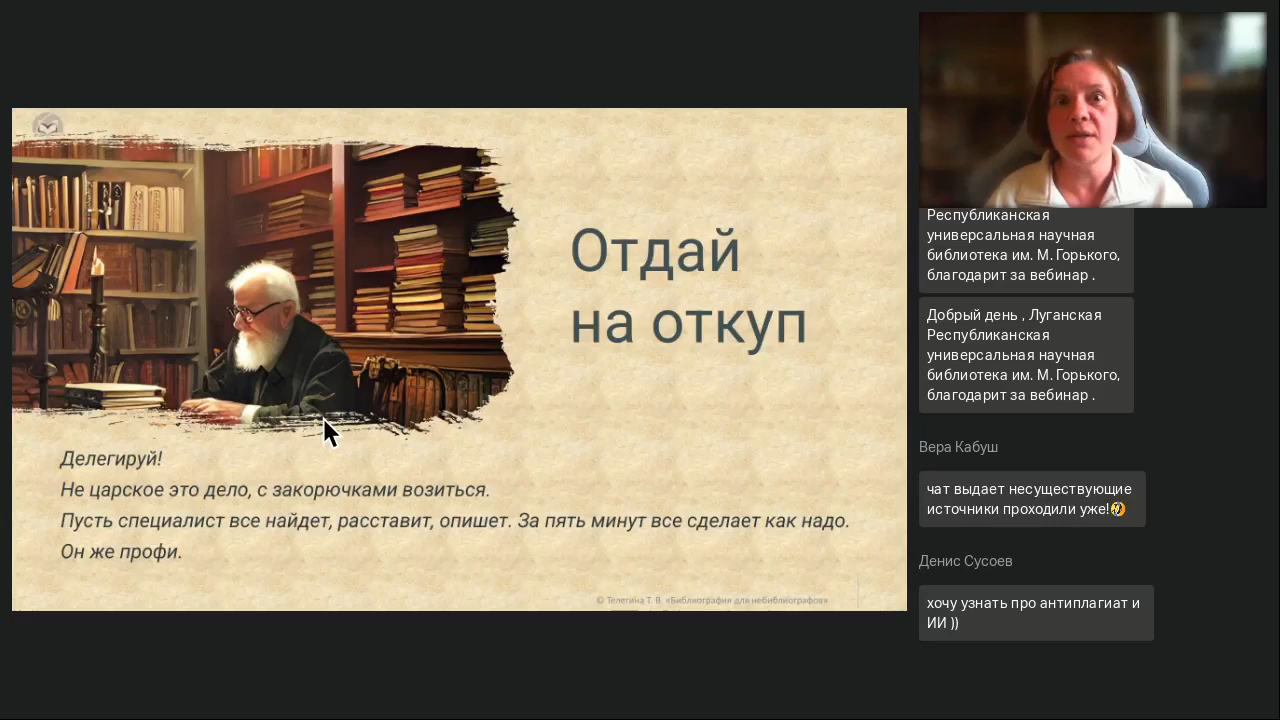 Отдай
на откуп
Делегируй!
Не царское это дело, с закорючками возиться.
Пусть специалист все найдет, расставит, опишет. За пять минут все сделает как надо.
Он же профи.
© Телегина Т. В. «Библиография для небиблиографов»
Республиканская
универсальная научная
библиотека им. М. Горького,
благодарит за вебинар .
Добрый день , Луганская
Республиканская
универсальная научная
библиотека им. М. Горького,
благодарит за вебинар .
Вера Кабуш
чат выдает несуществующие
источники проходили уже!🤣
Денис Сусоев
хочу узнать про антиплагиат и
ИИ ))